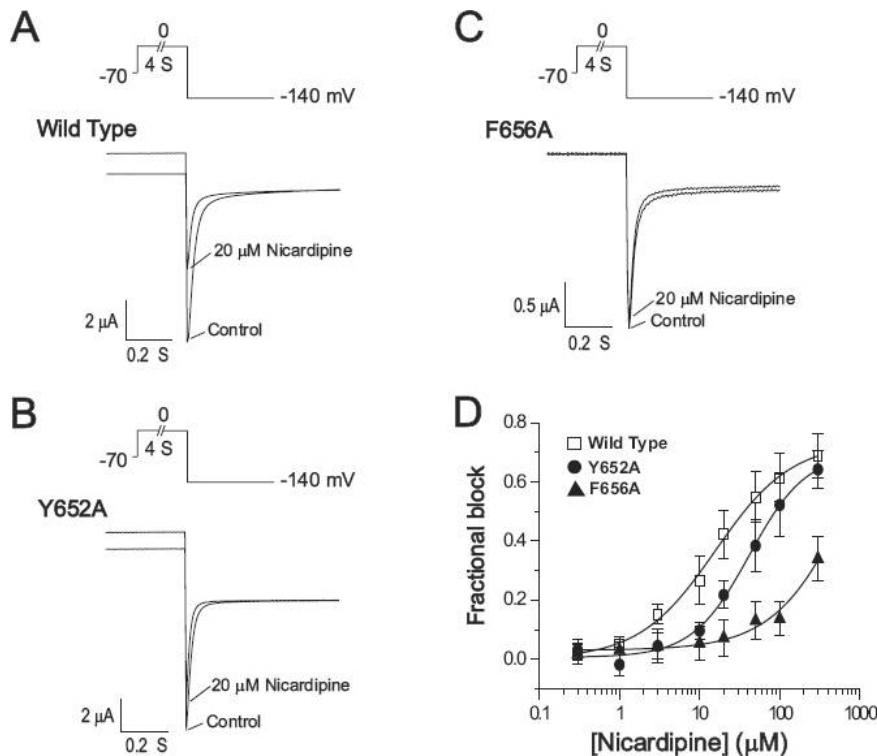 A
0
-70
4 S
-140 mV
Wild Type
20 μM Nicardipine
Control
2 μA
0.2 S
B
0
-70
4 S
-140 mV
Y652A
20 μM Nicardipine
Control
2 μA
0.2 S
C
0
-70
4 S
-140 mV
F656A
20 μM Nicardipine
Control
0.5 μA
0.2 S
D
Wild Type
Y652A
F656A
Fractional block
0.8
0.6
0.4
0.2
0.0
0.1
1
10
100
1000
[Nicardipine] (μM)